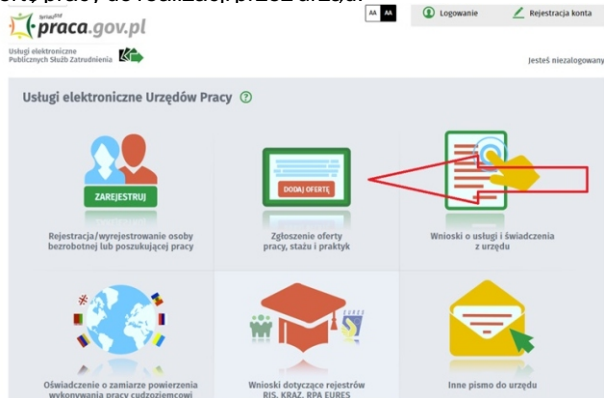 AA AA
Logowanie
Rejestracja konta
praca.gov.pl
Usługi elektroniczne
Publicznych Służb Zatrudnienia
Jesteś niezalogowany
Usługi elektroniczne Urzędów Pracy ?
ZAREJESTRUJ
DODAJ OFERTĘ
Rejestracja/wyrejestrowanie osoby
bezrobotnej lub poszukującej pracy
Zgłoszenie oferty
pracy, stażu i praktyk
Wnioski o usługi i świadczenia
z urzędu
EURES
Oświadczenie o zamiarze powierzenia
wykonywania pracy cudzoziemcowi
Wnioski dotyczące rejestrów
RIS, KRAZ, RPA EURES
Inne pismo do urzędu